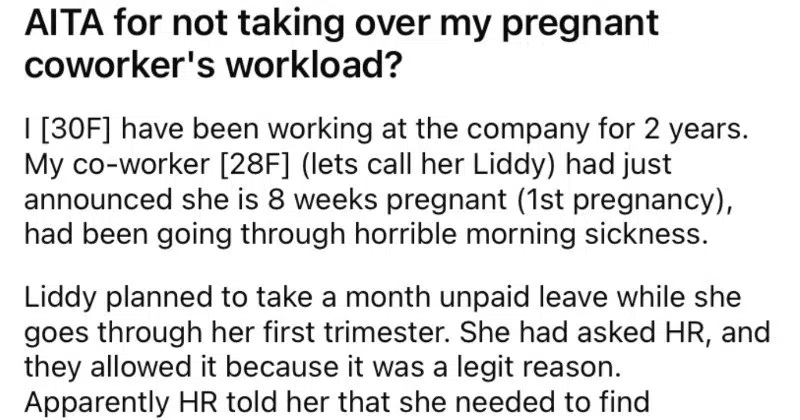 AITA for not taking over my pregnant
coworker's workload?
I [30F] have been working at the company for 2 years.
My co-worker [28F] (lets call her Liddy) had just
announced she is 8 weeks pregnant (1st pregnancy),
had been going through horrible morning sickness.
Liddy planned to take a month unpaid leave while she
goes through her first trimester. She had asked HR, and
they allowed it because it was a legit reason.
Apparently HR told her that she needed to find